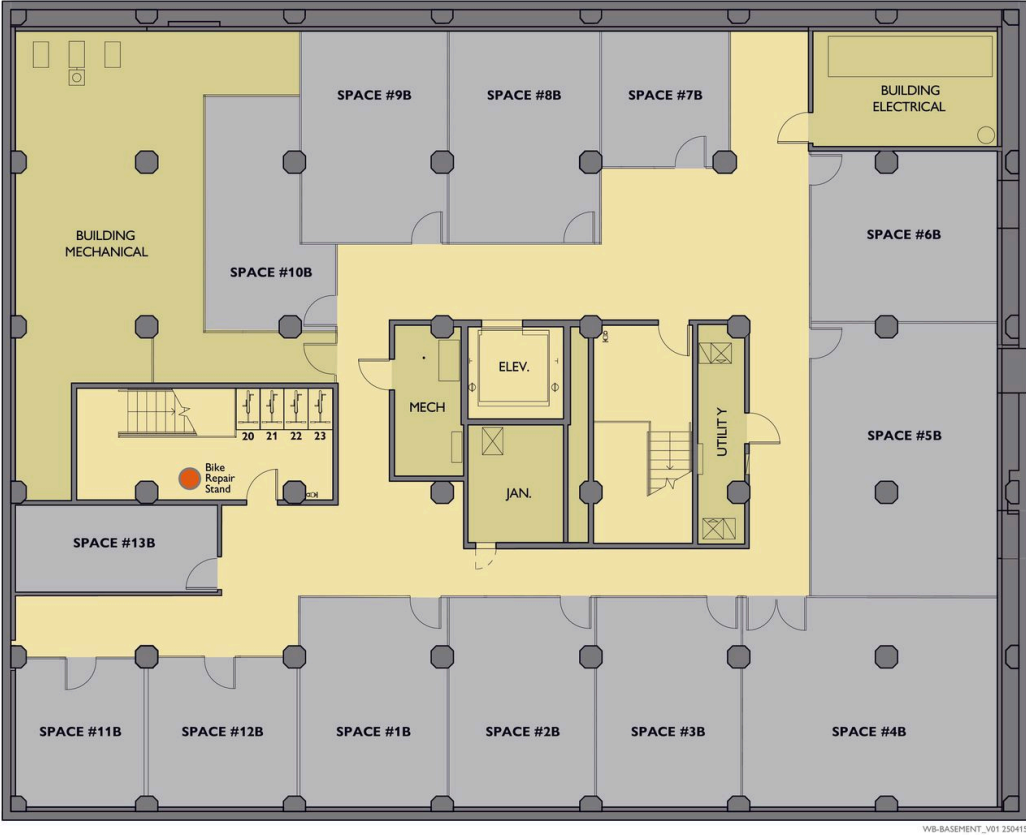 SPACE #9B
SPACE #8B
SPACE #7B
BUILDING
ELECTRICAL
BUILDING
MECHANICAL
SPACE #10B
SPACE #6B
ELEV.
MECH
UTILITY
SPACE #5B
20 21 22 23
Bike
Repair
Stand
JAN.
SPACE #13B
SPACE #11B
SPACE #12B
SPACE #1B
SPACE #2B
SPACE #3B
SPACE #4B
WB-BASEMENT_V01 250415